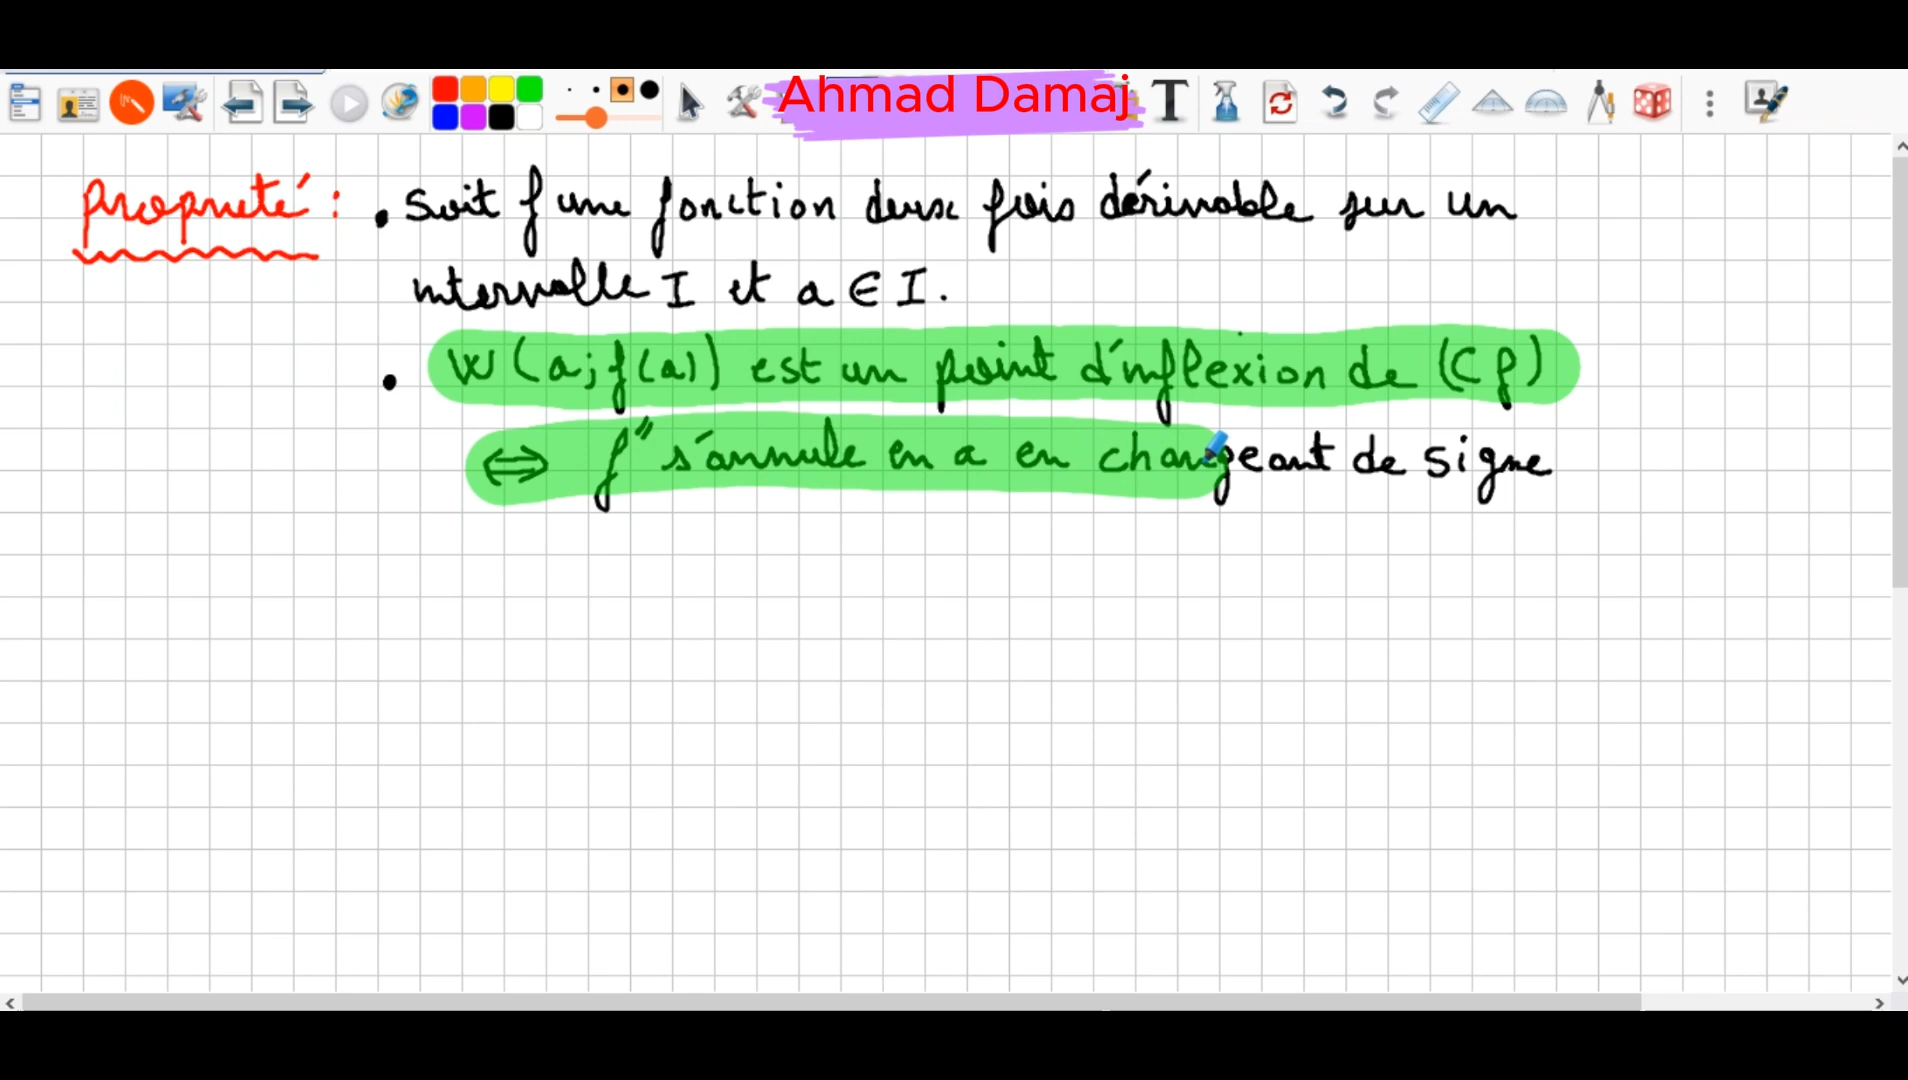 Ahmad Damaj
Propriété : • Soit f une fonction deux fois dérivable sur un
intervalle I et a ∈ I.
• W(a; f(a)) est un point d'inflexion de (Cf)
⇔ f" s'annule en a en changeant de signe